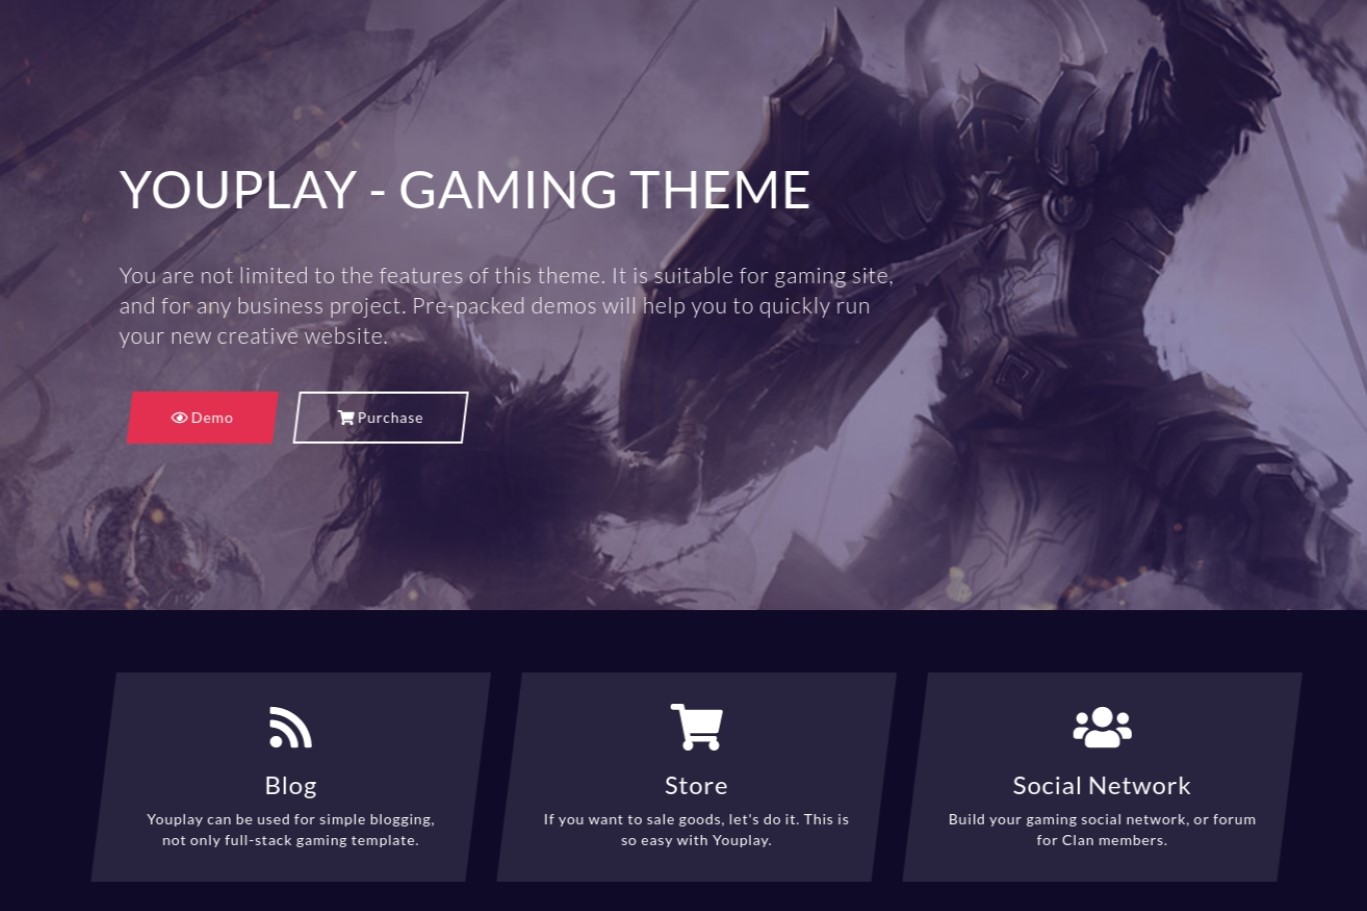 YOUPLAY - GAMING THEME
You are not limited to the features of this theme. It is suitable for gaming site,
and for any business project. Pre-packed demos will help you to quickly run
your new creative website.
Demo
Purchase
Blog
Youplay can be used for simple blogging,
not only full-stack gaming template.
Store
If you want to sale goods, let's do it. This is
so easy with Youplay.
Social Network
Build your gaming social network, or forum
for Clan members.